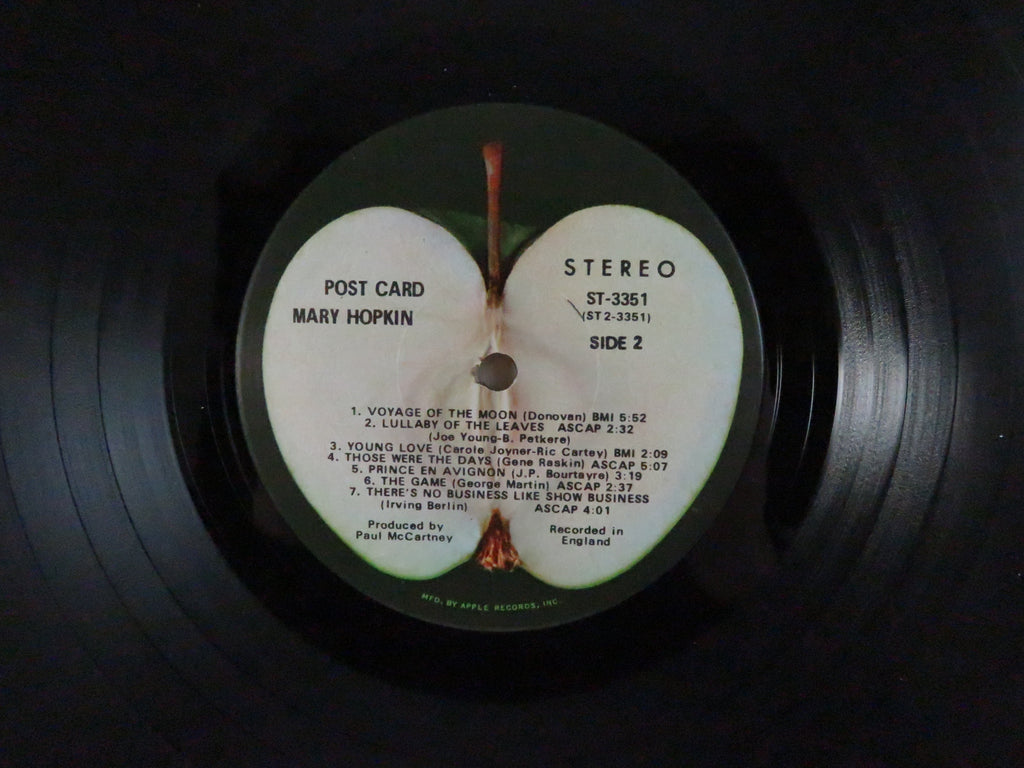 POST CARD
MARY HOPKIN
STEREO
ST-3351
(ST 2-3351)
SIDE 2
1. VOYAGE OF THE MOON (Donovan) BMI 5:52
2. LULLABY OF THE LEAVES ASCAP 2:32
(Joe Young-B. Petkere)
3. YOUNG LOVE (Carole Joyner-Ric Cartey) BMI 2:09
4. THOSE WERE THE DAYS (Gene Raskin) ASCAP 5:07
5. PRINCE EN AVIGNON (J.P. Bourtayre) 3:19
6. THE GAME (George Martin) ASCAP 2:37
7. THERE'S NO BUSINESS LIKE SHOW BUSINESS
(Irving Berlin) ASCAP 4:01
Produced by
Paul McCartney
Recorded in
England
MFD. BY APPLE RECORDS, INC.